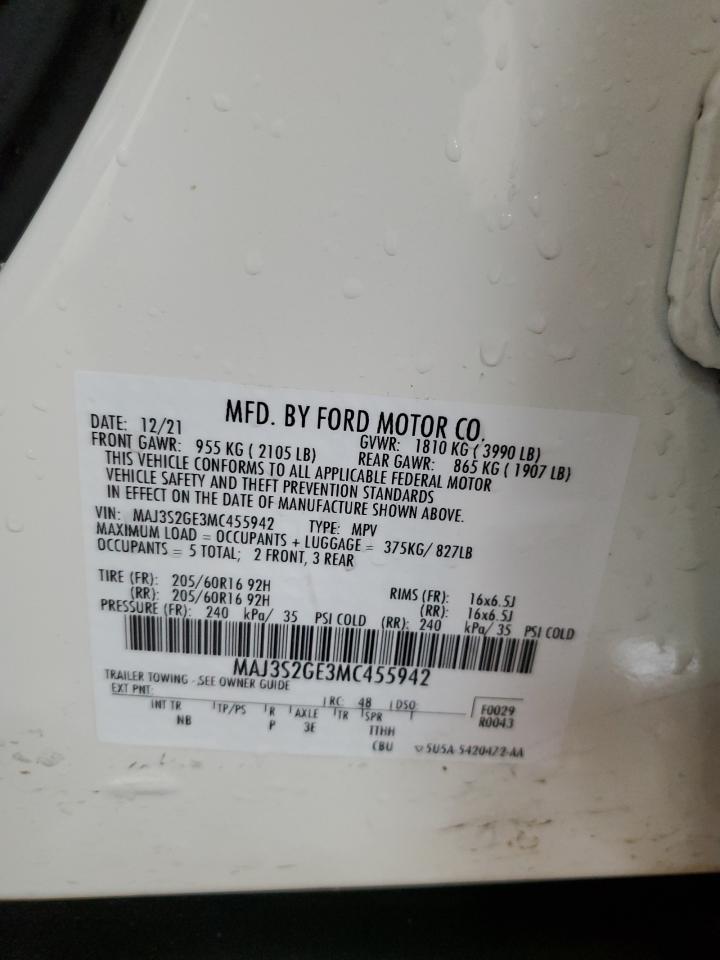 MFD. BY FORD MOTOR CO.
DATE: 12/21 GVWR: 1810 KG ( 3990 LB)
FRONT GAWR: 955 KG ( 2105 LB) REAR GAWR: 865 KG ( 1907 LB)
THIS VEHICLE CONFORMS TO ALL APPLICABLE FEDERAL MOTOR
VEHICLE SAFETY AND THEFT PREVENTION STANDARDS
IN EFFECT ON THE DATE OF MANUFACTURE SHOWN ABOVE.
VIN: MAJ3S2GE3MC455942 TYPE: MPV
MAXIMUM LOAD = OCCUPANTS + LUGGAGE = 375KG/ 827LB
OCCUPANTS = 5 TOTAL; 2 FRONT, 3 REAR
TIRE (FR): 205/60R16 92H RIMS (FR): 16x6.5J
(RR): 205/60R16 92H (RR): 16x6.5J
PRESSURE (FR): 240 kPa/ 35 PSI COLD (RR): 240 kPa/ 35 PSI COLD
MAJ3S2GE3MC455942
TRAILER TOWING - SEE OWNER GUIDE
EXT PNT: RC: 48 DSO: F0029
INT TR TP/PS R AXLE TR SPR R0043
NB P 3E TTHH
CBU 5U5A-5420472-AA